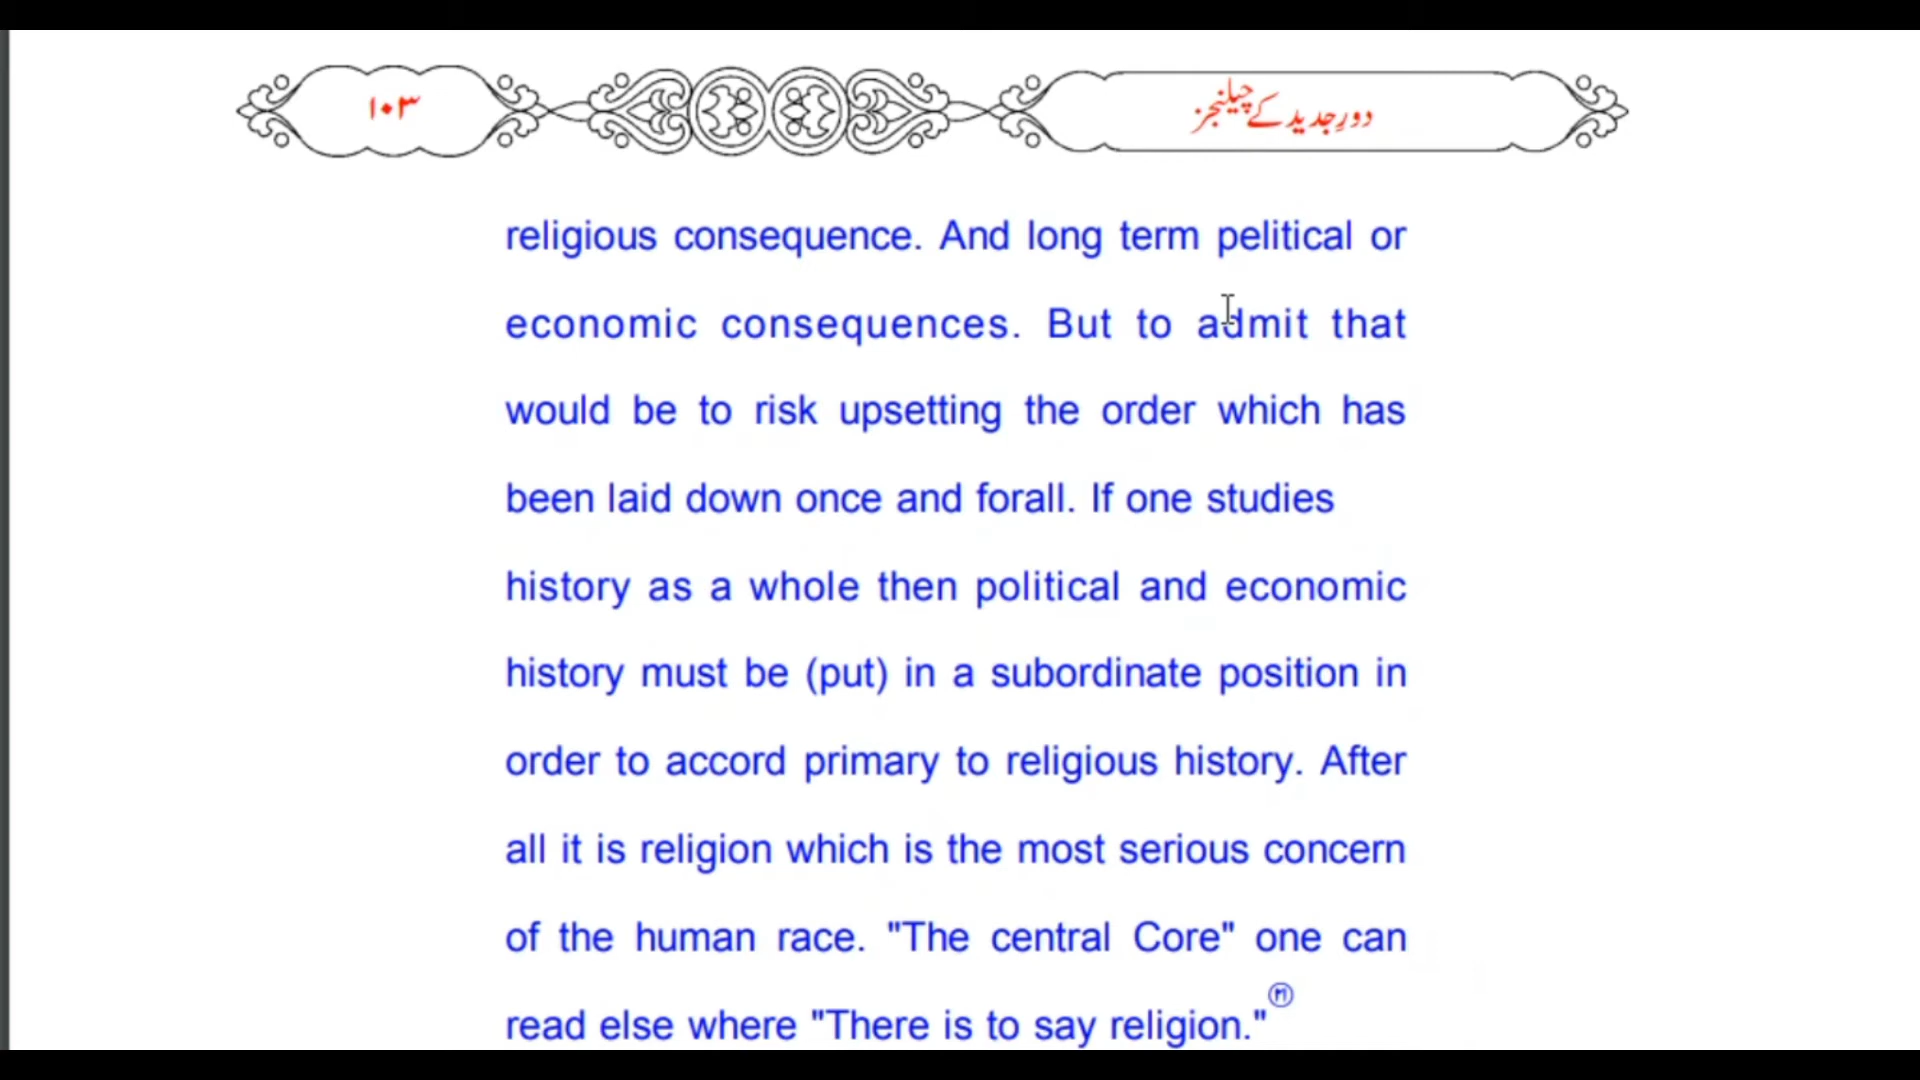 دورِ جدید کے چیلنجز
۱۰۳
religious consequence. And long term pelitical or
economic consequences. But to admit that
would be to risk upsetting the order which has
been laid down once and forall. If one studies
history as a whole then political and economic
history must be (put) in a subordinate position in
order to accord primary to religious history. After
all it is religion which is the most serious concern
of the human race. "The central Core" one can
read else where "There is to say religion."